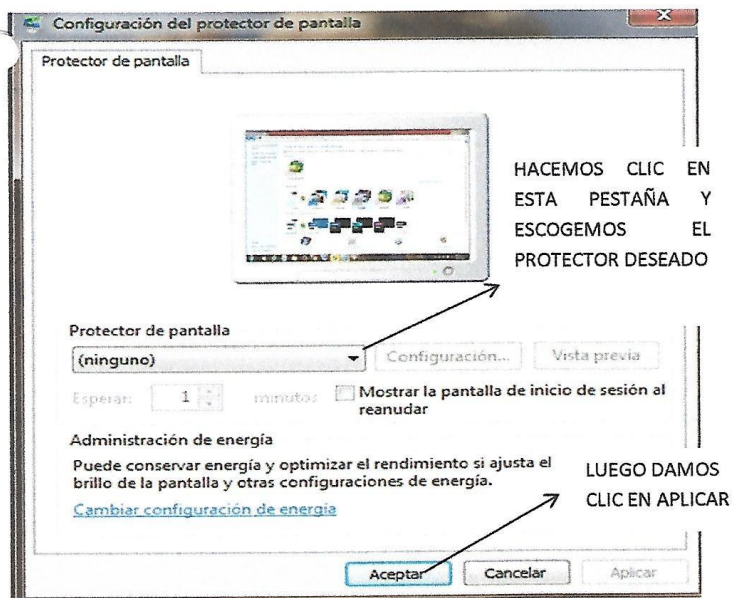 Configuración del protector de pantalla
Protector de pantalla
HACEMOS CLIC EN
ESTA PESTAÑA Y
ESCOGEMOS EL
PROTECTOR DESEADO
Protector de pantalla
(ninguno) Configuración... Vista previa
Esperar: 1 minutos Mostrar la pantalla de inicio de sesión al
reanudar
Administración de energía
Puede conservar energía y optimizar el rendimiento si ajusta el
brillo de la pantalla y otras configuraciones de energía.
Cambiar configuración de energía
LUEGO DAMOS
CLIC EN APLICAR
Aceptar Cancelar Aplicar